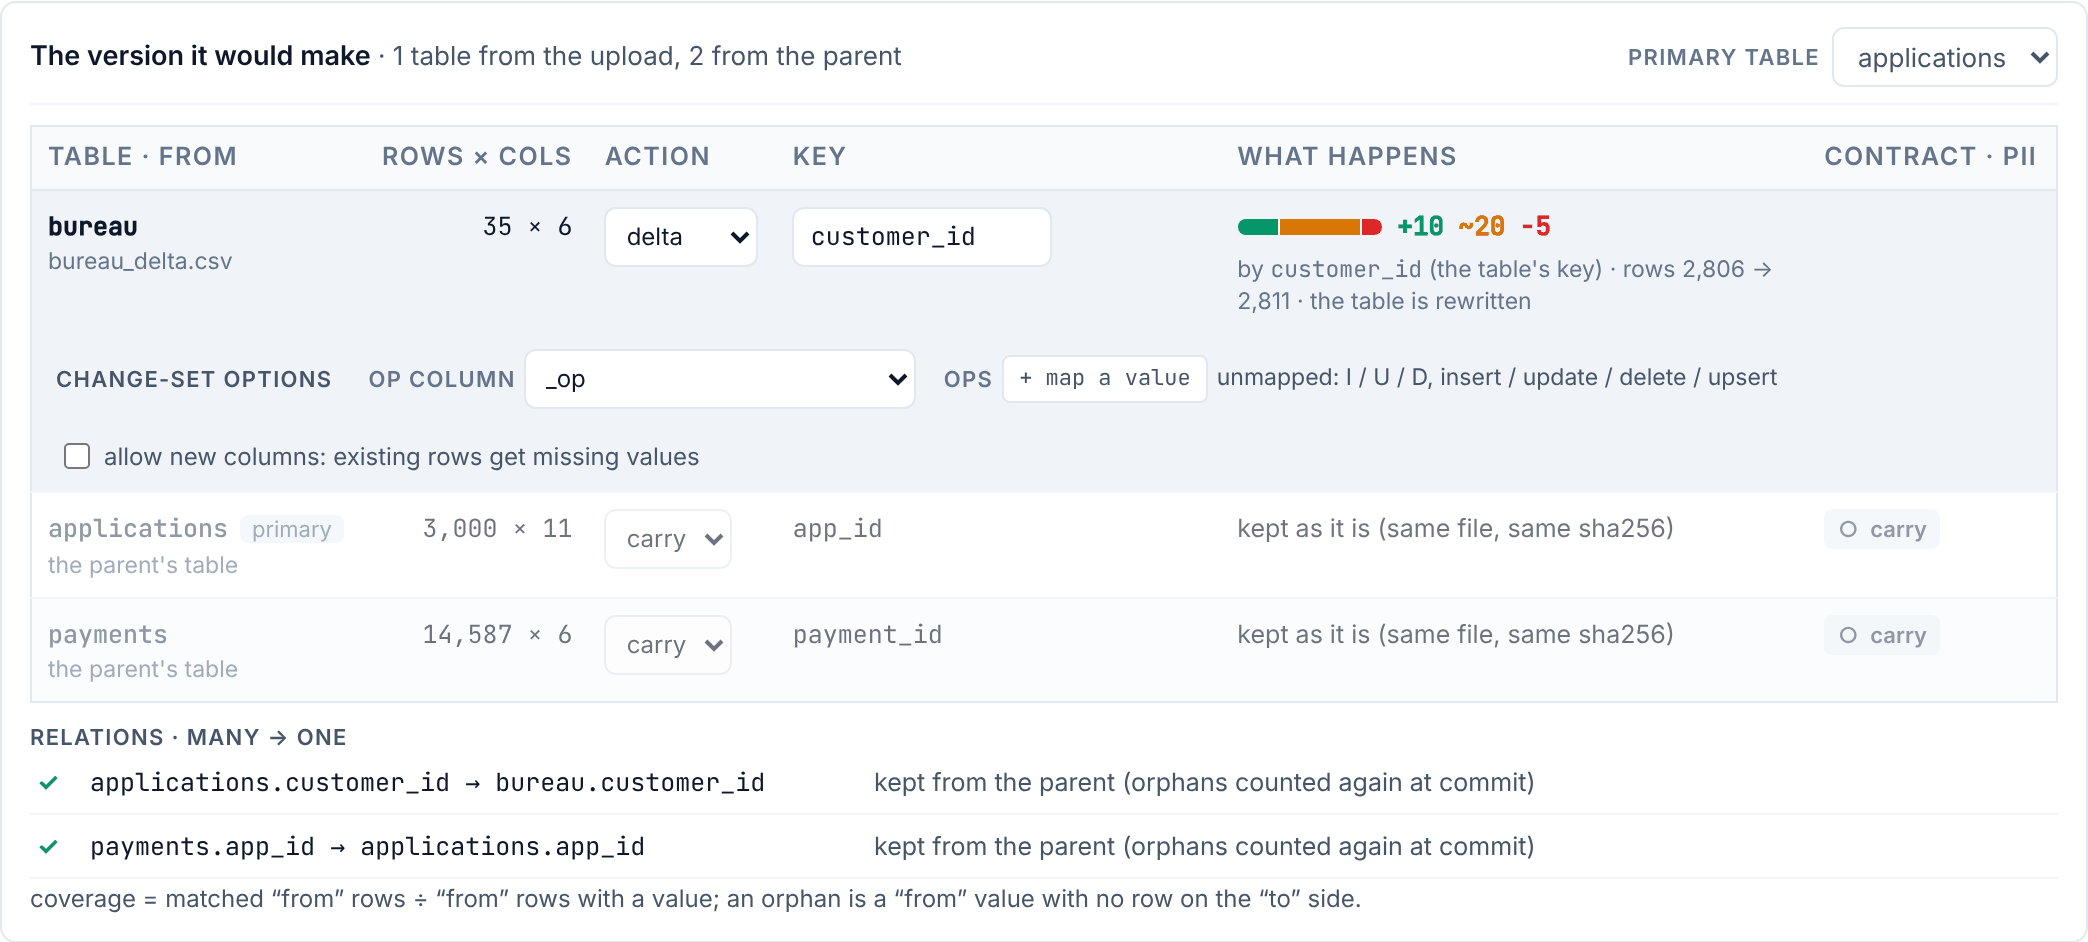 The version it would make · 1 table from the upload, 2 from the parent
PRIMARY TABLE applications
TABLE · FROM ROWS × COLS ACTION KEY WHAT HAPPENS CONTRACT · PII
bureau 35 × 6 delta customer_id +10 ~20 -5
bureau_delta.csv
by customer_id (the table's key) · rows 2,806 →
2,811 · the table is rewritten
CHANGE-SET OPTIONS OP COLUMN _op OPS + map a value unmapped: I / U / D, insert / update / delete / upsert
allow new columns: existing rows get missing values
applications primary 3,000 × 11 carry app_id kept as it is (same file, same sha256) carry
the parent's table
payments 14,587 × 6 carry payment_id kept as it is (same file, same sha256) carry
the parent's table
RELATIONS · MANY → ONE
applications.customer_id → bureau.customer_id kept from the parent (orphans counted again at commit)
payments.app_id → applications.app_id kept from the parent (orphans counted again at commit)
coverage = matched “from” rows ÷ “from” rows with a value; an orphan is a “from” value with no row on the “to” side.